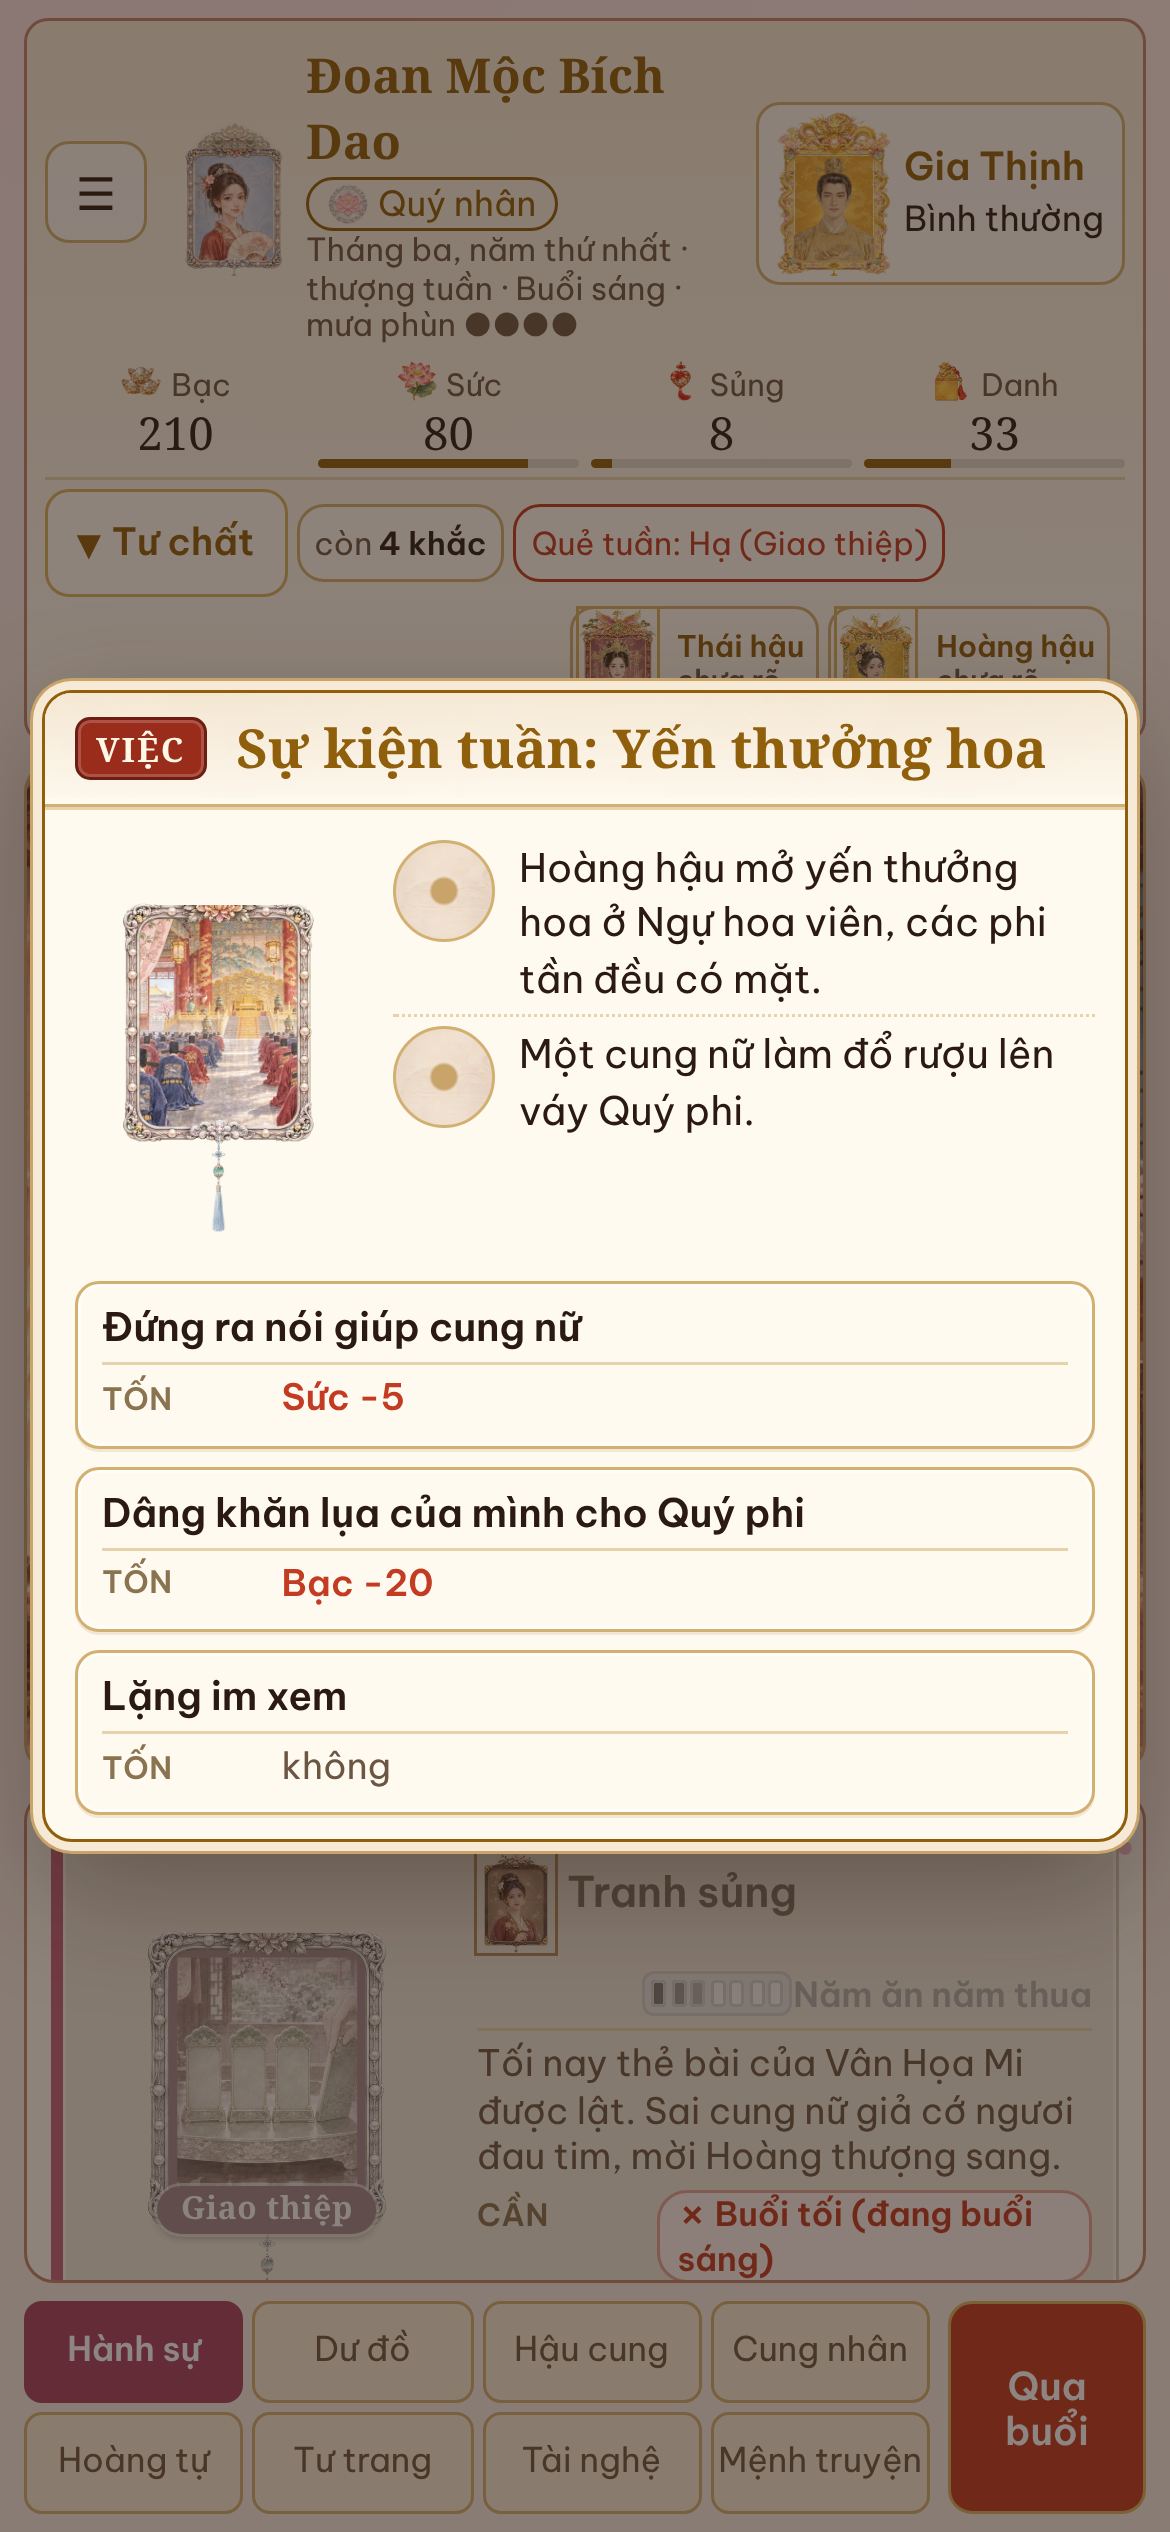 Đoan Mộc Bích
Dao
Quý nhân
Tháng ba, năm thứ nhất ·
thượng tuần · Buổi sáng ·
mưa phùn
Gia Thịnh
Bình thường
Bạc
210
Sức
80
Sủng
8
Danh
33
▼ Tư chất
còn 4 khắc
Quẻ tuần: Hạ (Giao thiệp)
Thái hậu
Hoàng hậu
VIỆC
Sự kiện tuần: Yến thưởng hoa
Hoàng hậu mở yến thưởng
hoa ở Ngự hoa viên, các phi
tần đều có mặt.
Một cung nữ làm đổ rượu lên
váy Quý phi.
Đứng ra nói giúp cung nữ
TỐN Sức -5
Dâng khăn lụa của mình cho Quý phi
TỐN Bạc -20
Lặng im xem
TỐN không
Tranh sủng
Năm ăn năm thua
Tối nay thẻ bài của Vân Họa Mi
được lật. Sai cung nữ giả cớ ngươi
đau tim, mời Hoàng thượng sang.
Giao thiệp
CẦN
× Buổi tối (đang buổi
sáng)
Hành sự
Dư đồ
Hậu cung
Cung nhân
Qua
buổi
Hoàng tự
Tư trang
Tài nghệ
Mệnh truyện